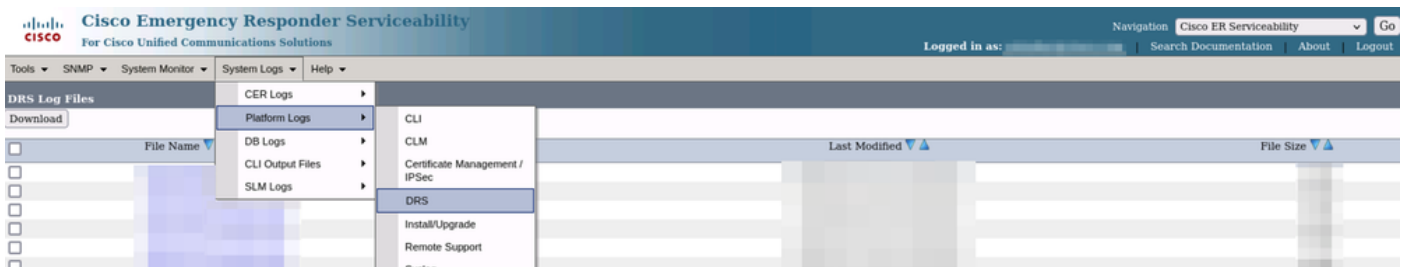 CISCO
Cisco Emergency Responder Serviceability
For Cisco Unified Communications Solutions
Navigation Cisco ER Serviceability Go
Logged in as: | Search Documentation | About | Logout
Tools SNMP System Monitor System Logs Help
DRS Log Files
Download
File Name Last Modified File Size
CER Logs
Platform Logs
DB Logs
CLI Output Files
SLM Logs
CLI
CLM
Certificate Management /
IPSec
DRS
Install/Upgrade
Remote Support